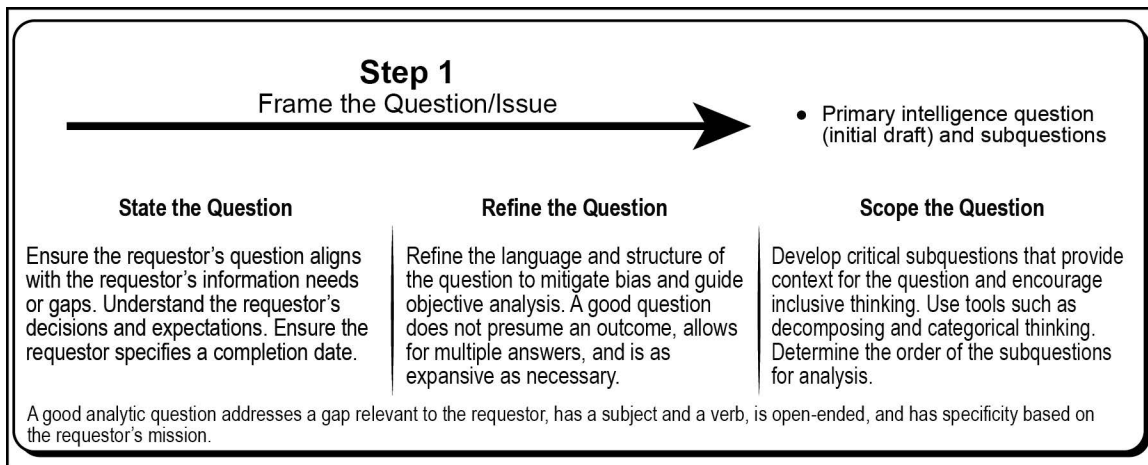 Step 1
Frame the Question/Issue
• Primary intelligence question
(initial draft) and subquestions
State the Question
Ensure the requestor’s question aligns
with the requestor’s information needs
or gaps. Understand the requestor’s
decisions and expectations. Ensure the
requestor specifies a completion date.
Refine the Question
Refine the language and structure of
the question to mitigate bias and guide
objective analysis. A good question
does not presume an outcome, allows
for multiple answers, and is as
expansive as necessary.
Scope the Question
Develop critical subquestions that provide
context for the question and encourage
inclusive thinking. Use tools such as
decomposing and categorical thinking.
Determine the order of the subquestions
for analysis.
A good analytic question addresses a gap relevant to the requestor, has a subject and a verb, is open-ended, and has specificity based on
the requestor’s mission.